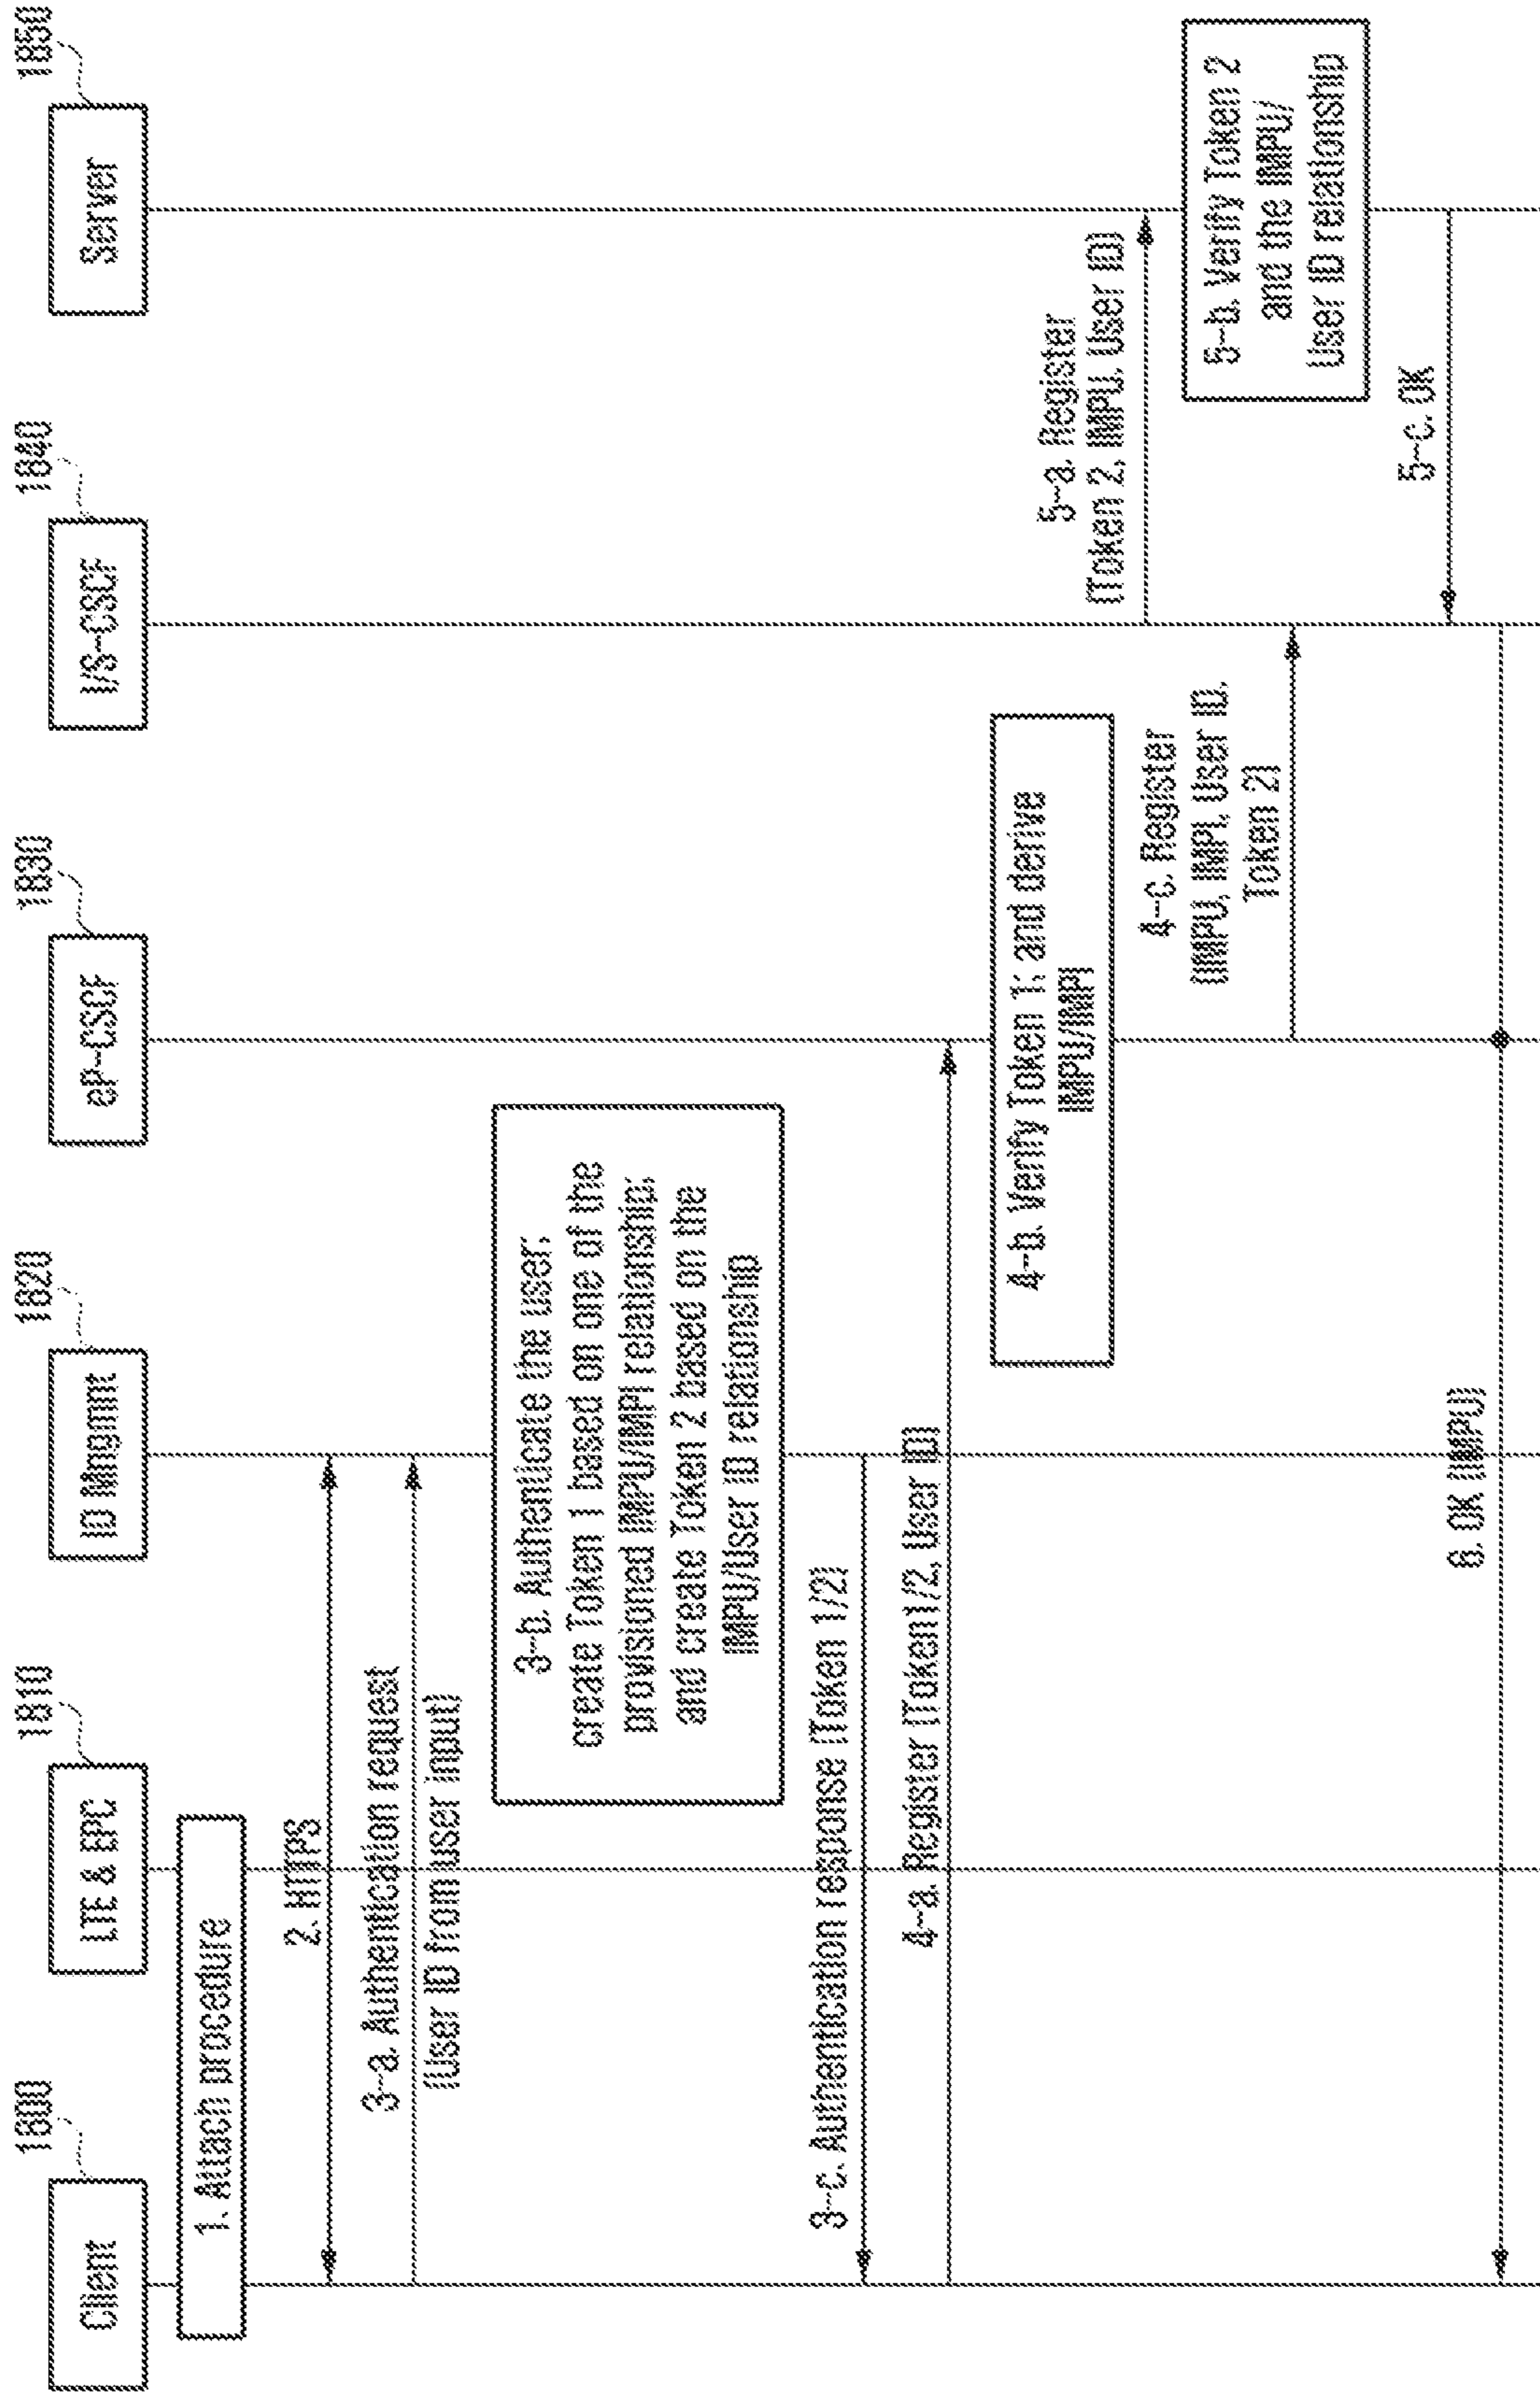 1800
1810
1820
1830
1840
1850
Client
LTE & EPC
ID Mngmnt
eP-CSCF
I/S-CSCF
Server
1. Attach procedure
2. HTTPS
3-a. Authentication request
(User ID from user input)
3-b. Authenticate the user;
create Token 1 based on one of the
provisioned IMPU/IMPI relationship;
and create Token 2 based on the
IMPU/User ID relationship
3-c. Authentication response (Token 1/2)
4-a. Register (Token1/2, User ID)
4-b. Verify Token 1; and derive
IMPU/IMPI
4-c. Register
(IMPU, IMPI, User ID,
Token 2)
5-a. Register
(Token 2, IMPU, User ID)
5-b. Verify Token 2
and the IMPU/
User ID relationship
5-c. OK
6. OK (IMPU)